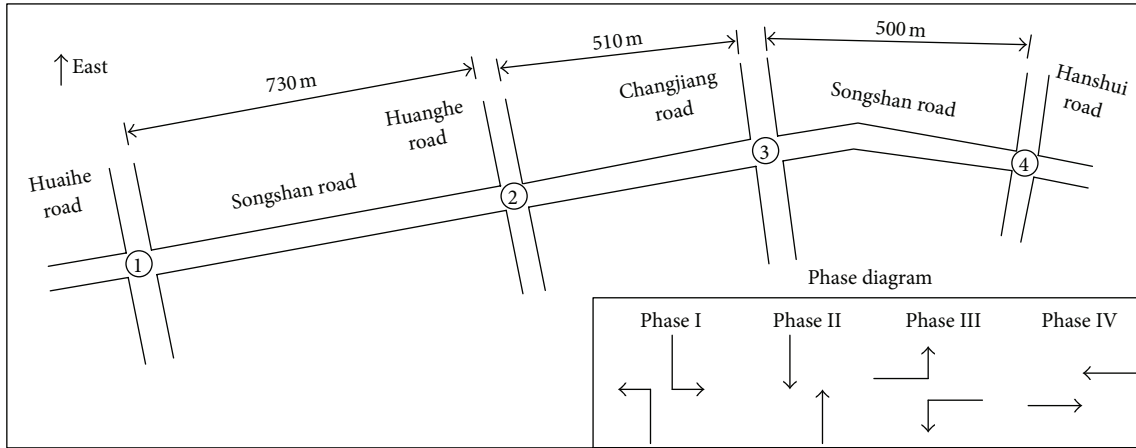 East
730 m
510 m
500 m
Huaihe
road
Songshan road
Huanghe
road
Changjiang
road
Songshan road
Hanshui
road
1
2
3
4
Phase diagram
Phase I
Phase II
Phase III
Phase IV